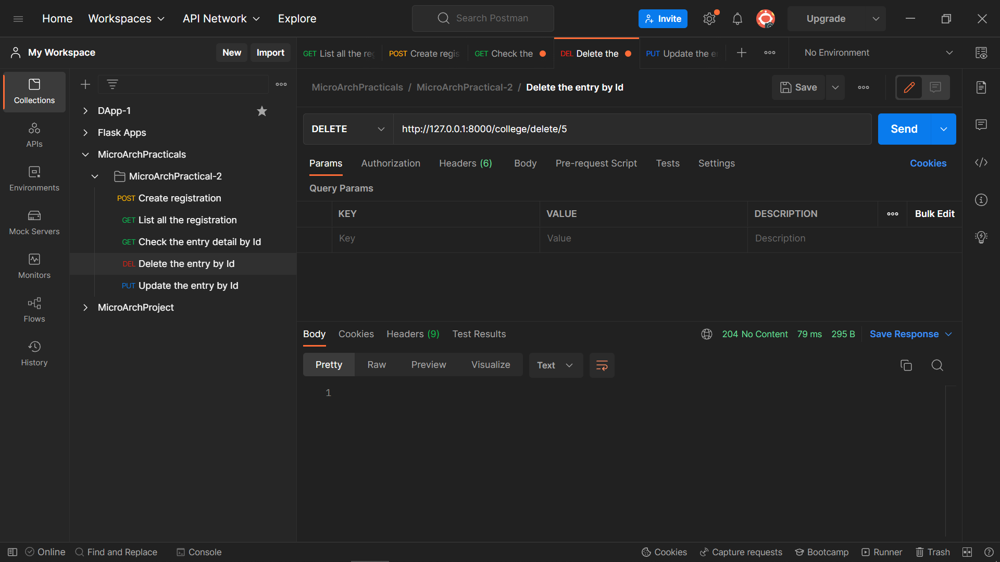 Home Workspaces API Network Explore Search Postman Invite Upgrade
My Workspace New Import GET List all the reg POST Create regis GET Check the DEL Delete the PUT Update the en No Environment
MicroArchPracticals / MicroArchPractical-2 / Delete the entry by Id Save
Collections
DApp-1
Flask Apps
MicroArchPracticals
MicroArchPractical-2
POST Create registration
GET List all the registration
GET Check the entry detail by Id
DEL Delete the entry by Id
PUT Update the entry by Id
MicroArchProject
APIs
Environments
Mock Servers
Monitors
Flows
History
DELETE http://127.0.0.1:8000/college/delete/5 Send
Params Authorization Headers (6) Body Pre-request Script Tests Settings Cookies
Query Params
KEY VALUE DESCRIPTION Bulk Edit
Key Value Description
Body Cookies Headers (9) Test Results 204 No Content 79 ms 295 B Save Response
Pretty Raw Preview Visualize Text
1
Online Find and Replace Console Cookies Capture requests Bootcamp Runner Trash